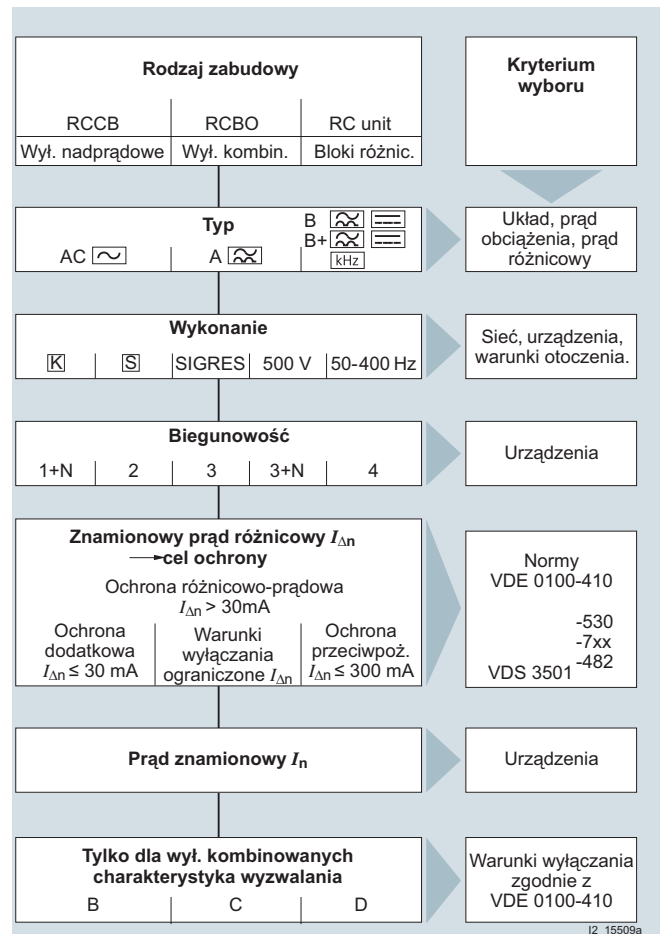 Rodzaj zabudowy
RCCB RCBO RC unit
Wył. nadprądowe Wył. kombin. Bloki różnic.
Kryterium
wyboru
Typ
AC A B
B+
kHz
Układ, prąd
obciążenia, prąd
różnicowy
Wykonanie
K S SIGRES 500 V 50-400 Hz
Sieć, urządzenia,
warunki otoczenia.
Biegunowość
1+N 2 3 3+N 4
Urządzenia
Znamionowy prąd różnicowy IΔn
cel ochrony
Ochrona różnicowo-prądowa
IΔn > 30mA
Ochrona
dodatkowa
IΔn ≤ 30 mA
Warunki
wyłączania
ograniczone IΔn
Ochrona
przeciwpoż.
IΔn ≤ 300 mA
Normy
VDE 0100-410
-530
-7xx
-482
VDS 3501
Prąd znamionowy In
Urządzenia
Tylko dla wył. kombinowanych
charakterystyka wyzwalania
B C D
Warunki wyłączania
zgodnie z
VDE 0100-410
I2_15509a